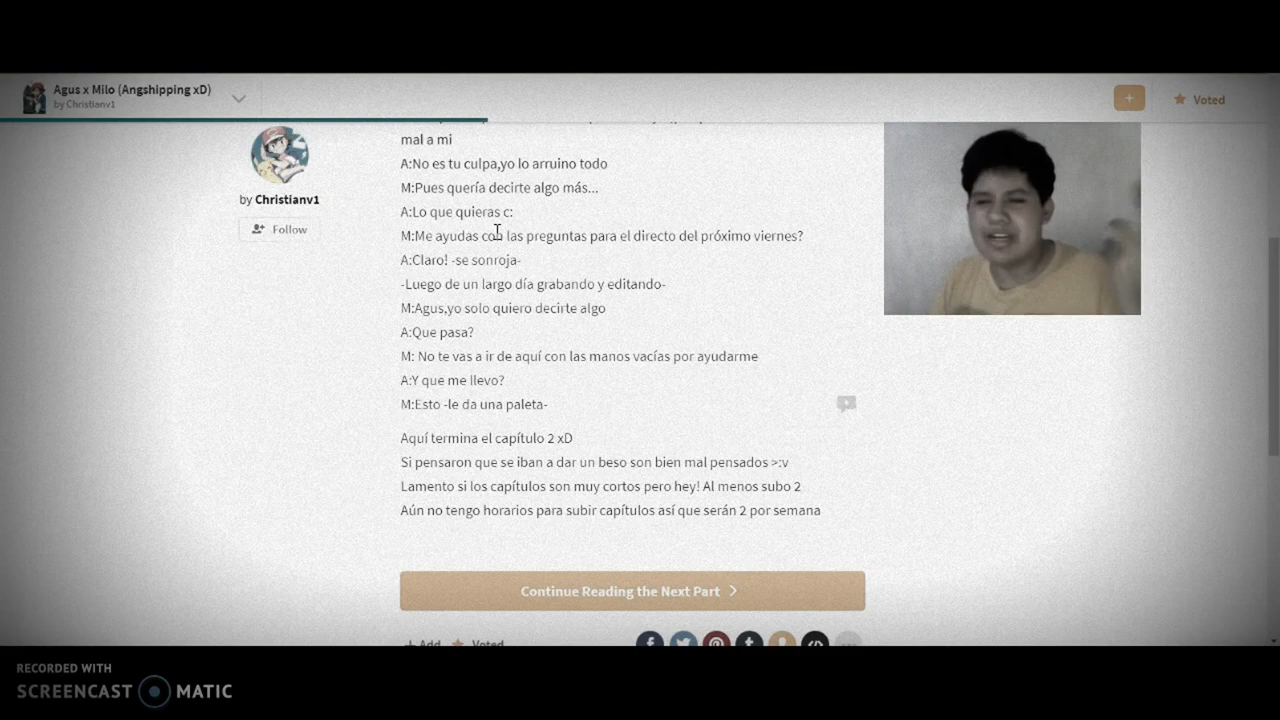 Agus x Milo (Angshipping xD)
by Christianv1
+
Voted
mal a mi
by Christianv1
Follow
A:No es tu culpa,yo lo arruino todo
M:Pues quería decirte algo más...
A:Lo que quieras c:
M:Me ayudas con las preguntas para el directo del próximo viernes?
A:Claro! -se sonroja-
-Luego de un largo día grabando y editando-
M:Agus,yo solo quiero decirte algo
A:Que pasa?
M: No te vas a ir de aquí con las manos vacías por ayudarme
A:Y que me llevo?
M:Esto -le da una paleta-
Aquí termina el capítulo 2 xD
Si pensaron que se iban a dar un beso son bien mal pensados >:v
Lamento si los capítulos son muy cortos pero hey! Al menos subo 2
Aún no tengo horarios para subir capítulos así que serán 2 por semana
Continue Reading the Next Part
+ Add Voted
RECORDED WITH
SCREENCAST MATIC